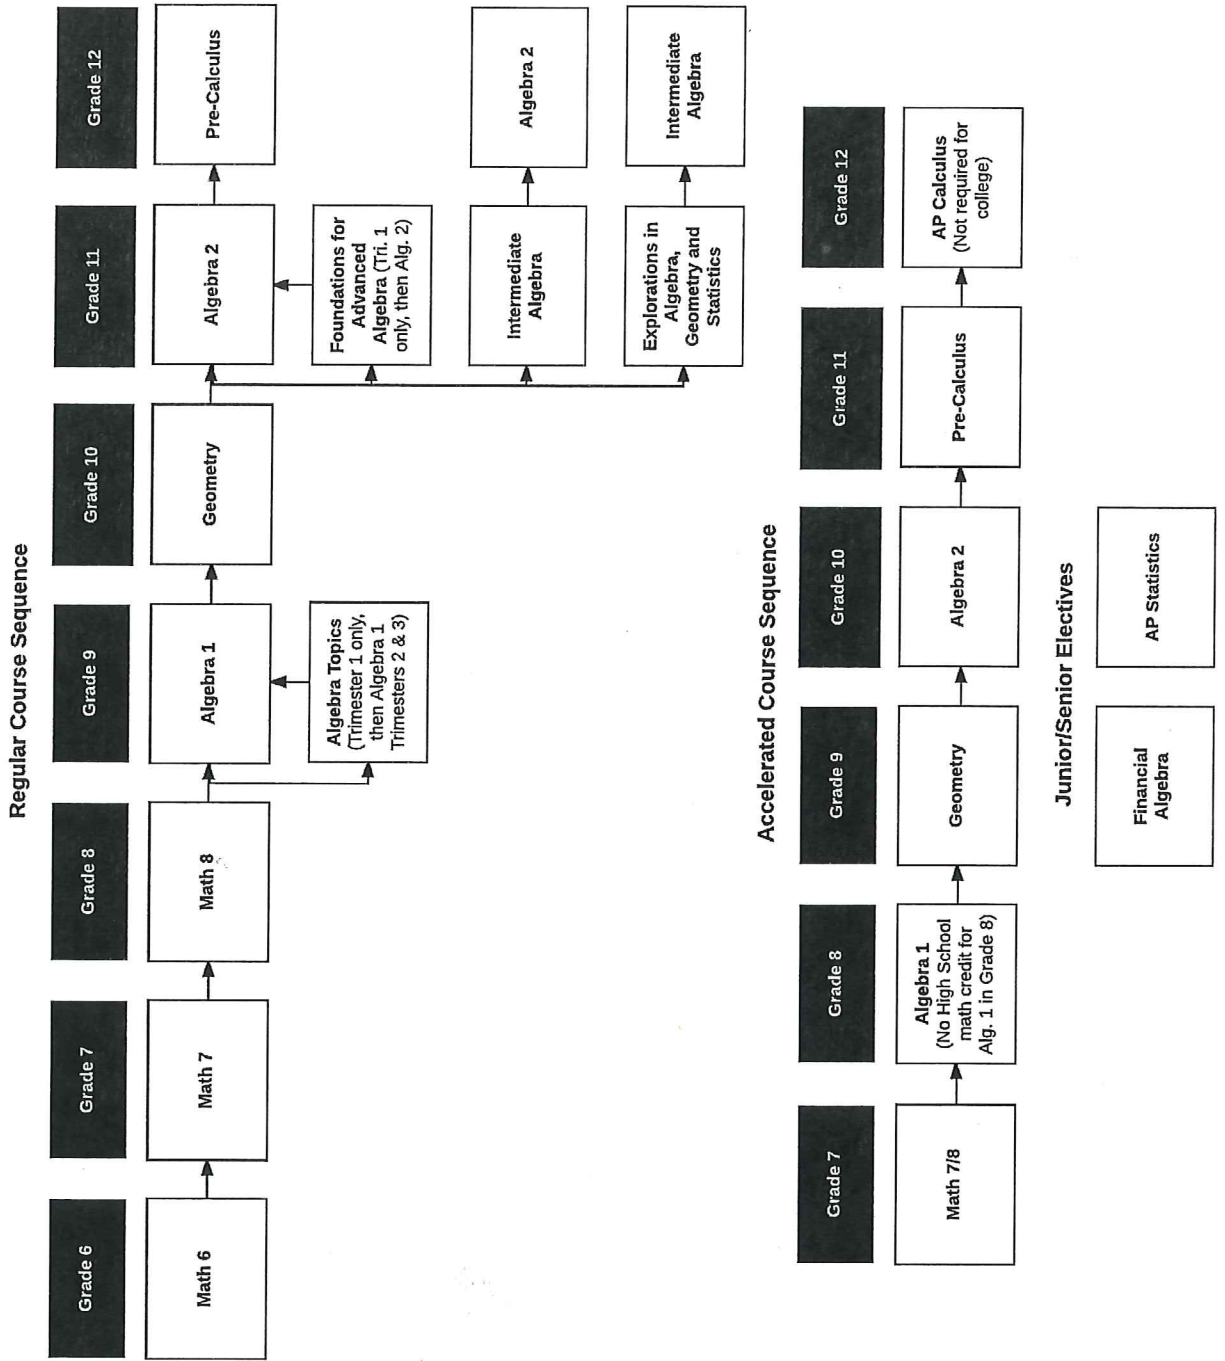 Regular Course Sequence
Grade 6
Grade 7
Grade 8
Grade 9
Grade 10
Grade 11
Grade 12
Math 6
Math 7
Math 8
Algebra 1
Geometry
Algebra 2
Pre-Calculus
Algebra Topics
(Trimester 1 only,
then Algebra 1
Trimesters 2 & 3)
Foundations for
Advanced
Algebra (Tri. 1
only, then Alg. 2)
Intermediate
Algebra
Algebra 2
Explorations in
Algebra,
Geometry and
Statistics
Intermediate
Algebra
Accelerated Course Sequence
Grade 7
Grade 8
Grade 9
Grade 10
Grade 11
Grade 12
Math 7/8
Algebra 1
(No High School
math credit for
Alg. 1 in Grade 8)
Geometry
Algebra 2
Pre-Calculus
AP Calculus
(Not required for
college)
Junior/Senior Electives
Financial
Algebra
AP Statistics